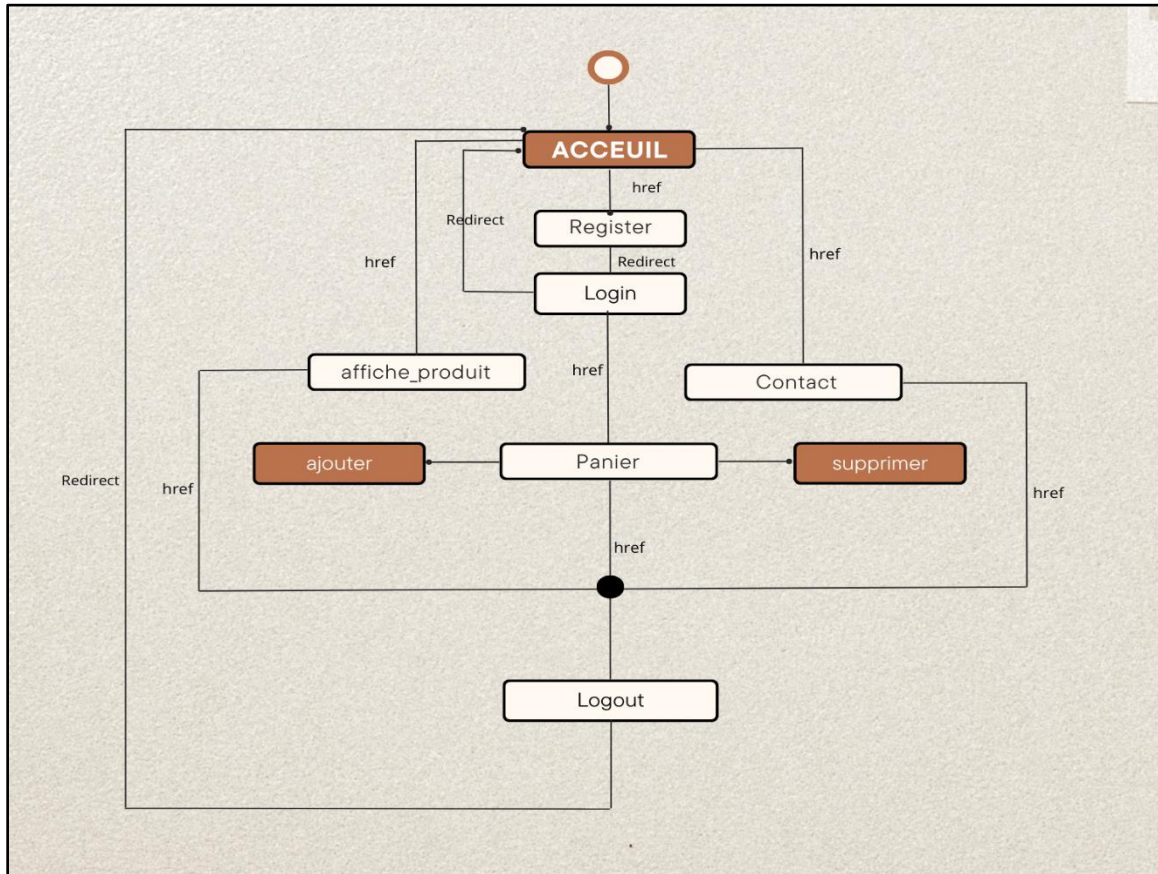 ACCEUIL
href
Register
Redirect
Redirect
href
href
Login
affiche_produit
href
Contact
ajouter
Panier
supprimer
Redirect
href
href
href
Logout